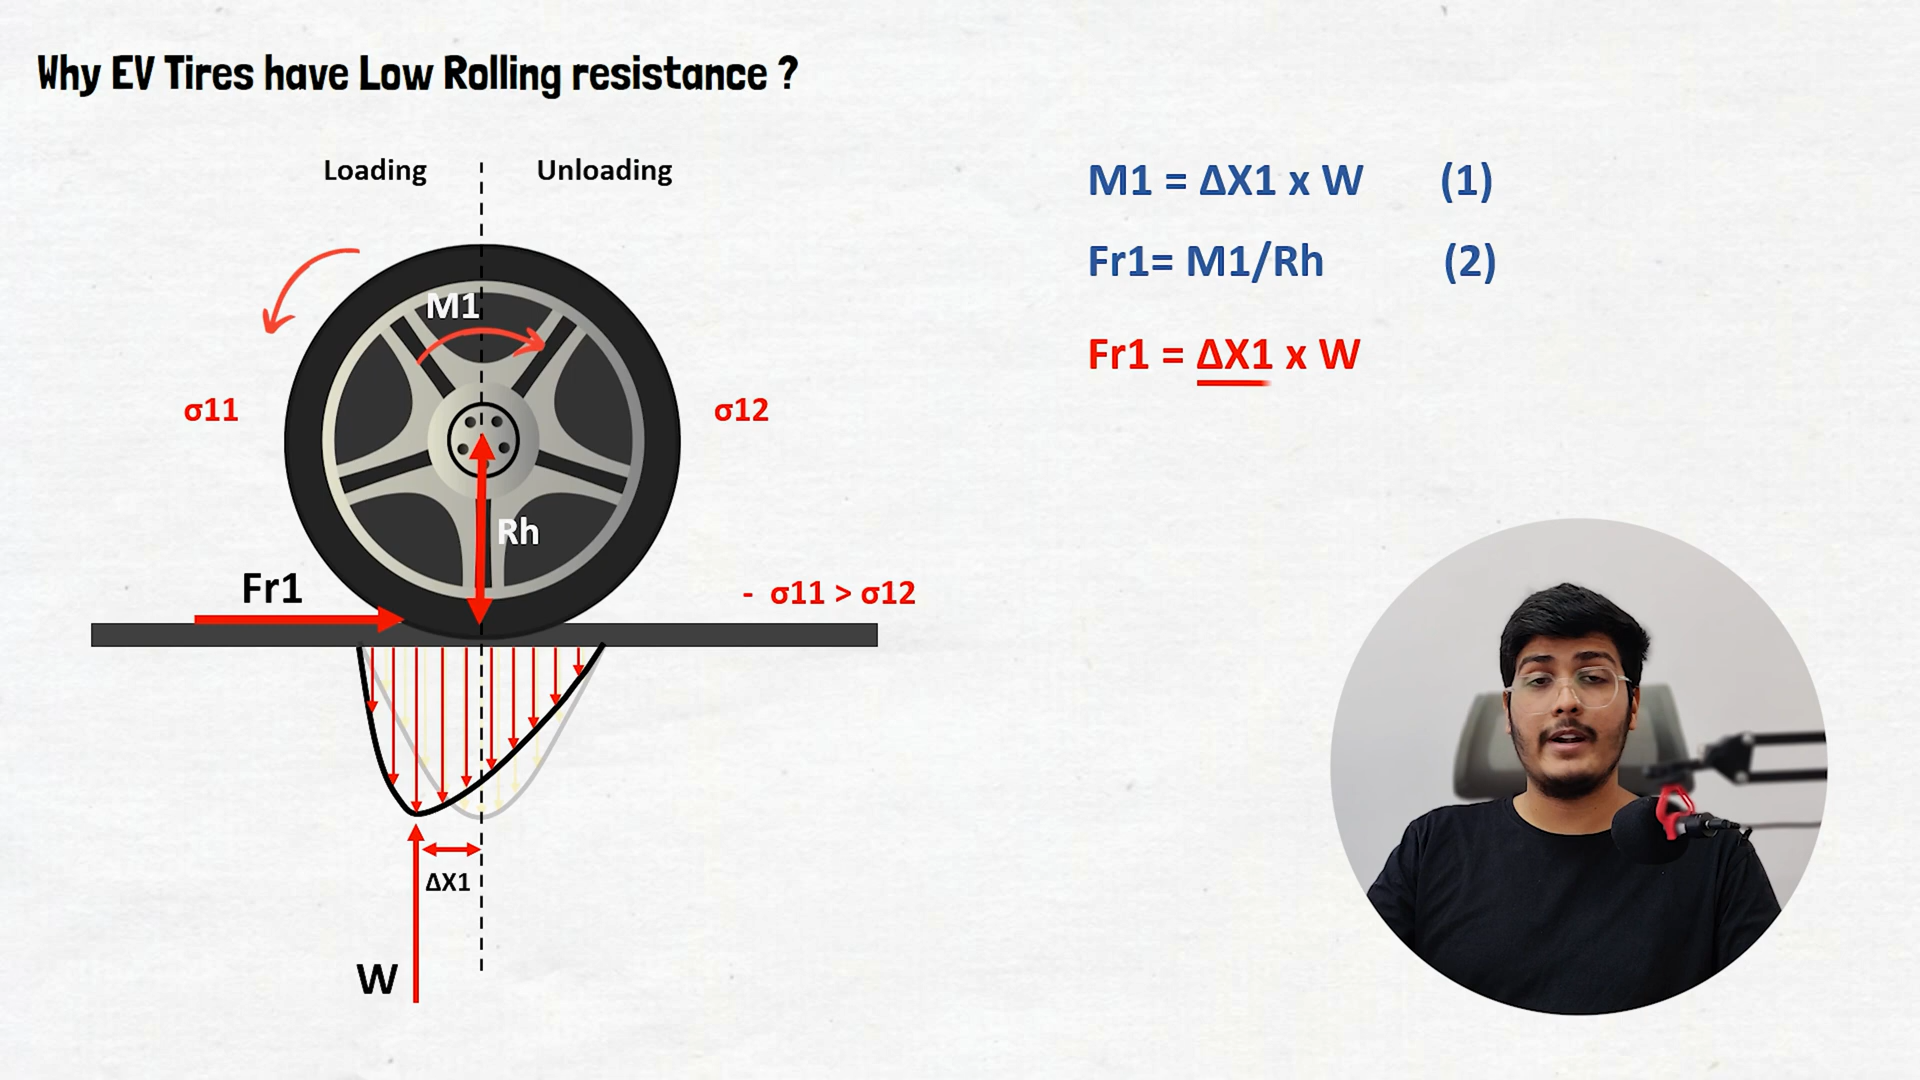 Why EV Tires have Low Rolling resistance ?
Loading
Unloading
M1 = ΔX1 x W (1)
Fr1= M1/Rh (2)
Fr1 = ΔX1 x W
M1
σ11
σ12
Rh
Fr1
- σ11 > σ12
ΔX1
W